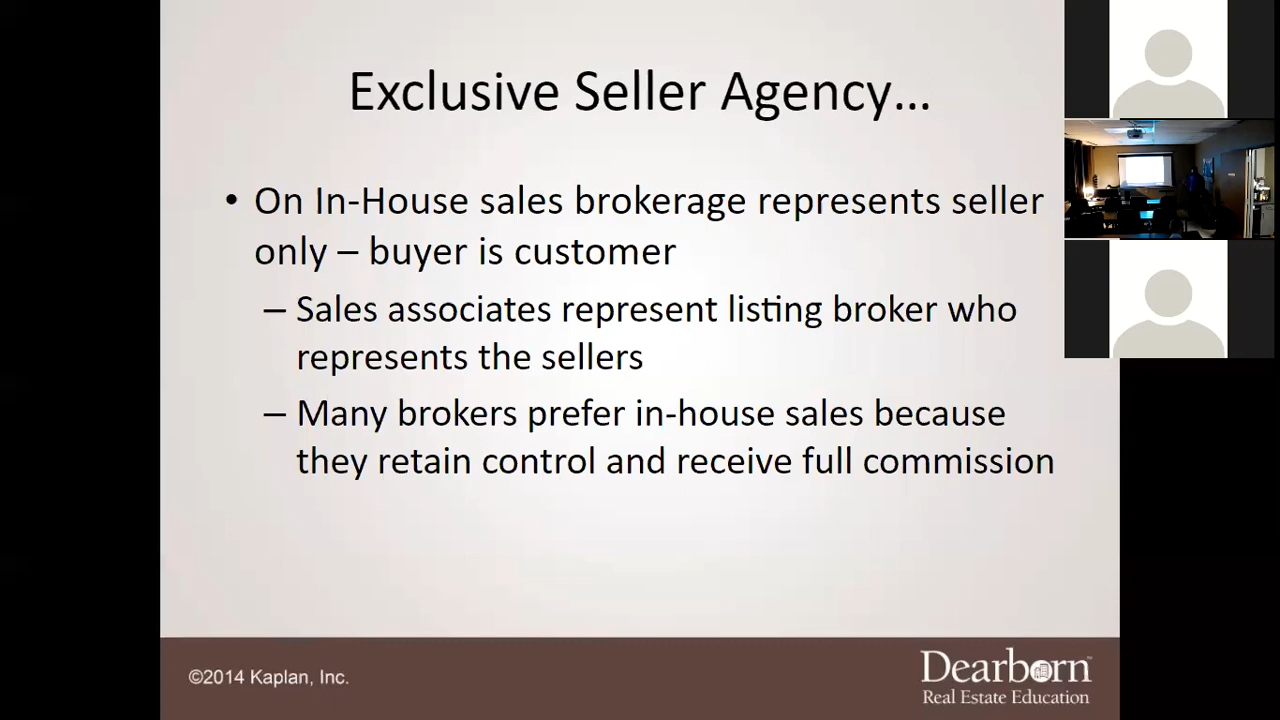 Exclusive Seller Agency...
• On In-House sales brokerage represents seller
only – buyer is customer
– Sales associates represent listing broker who
represents the sellers
– Many brokers prefer in-house sales because
they retain control and receive full commission
©2014 Kaplan, Inc.
Dearborn™
Real Estate Education